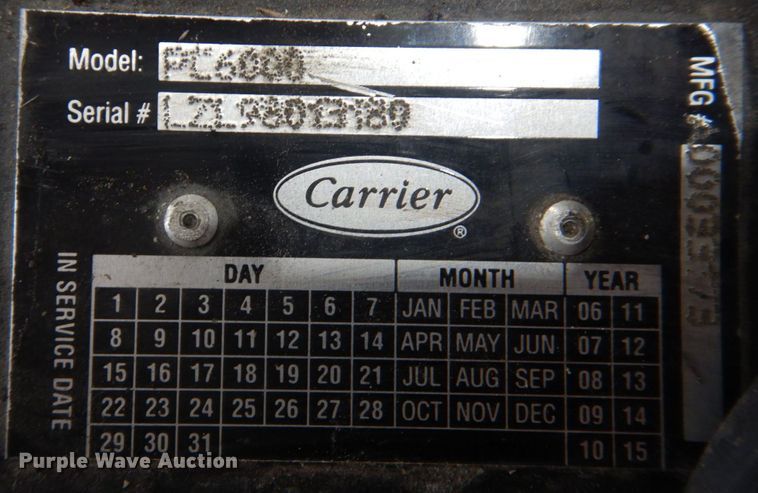 Model: PC6000
Serial #
MFG #
Carrier ®
IN SERVICE DATE
DAY MONTH YEAR
1 2 3 4 5 6 7 JAN FEB MAR 06 11
8 9 10 11 12 13 14 APR MAY JUN 07 12
15 16 17 18 19 20 21 JUL AUG SEP 08 13
22 23 24 25 26 27 28 OCT NOV DEC 09 14
29 30 31 10 15
Purple Wave Auction